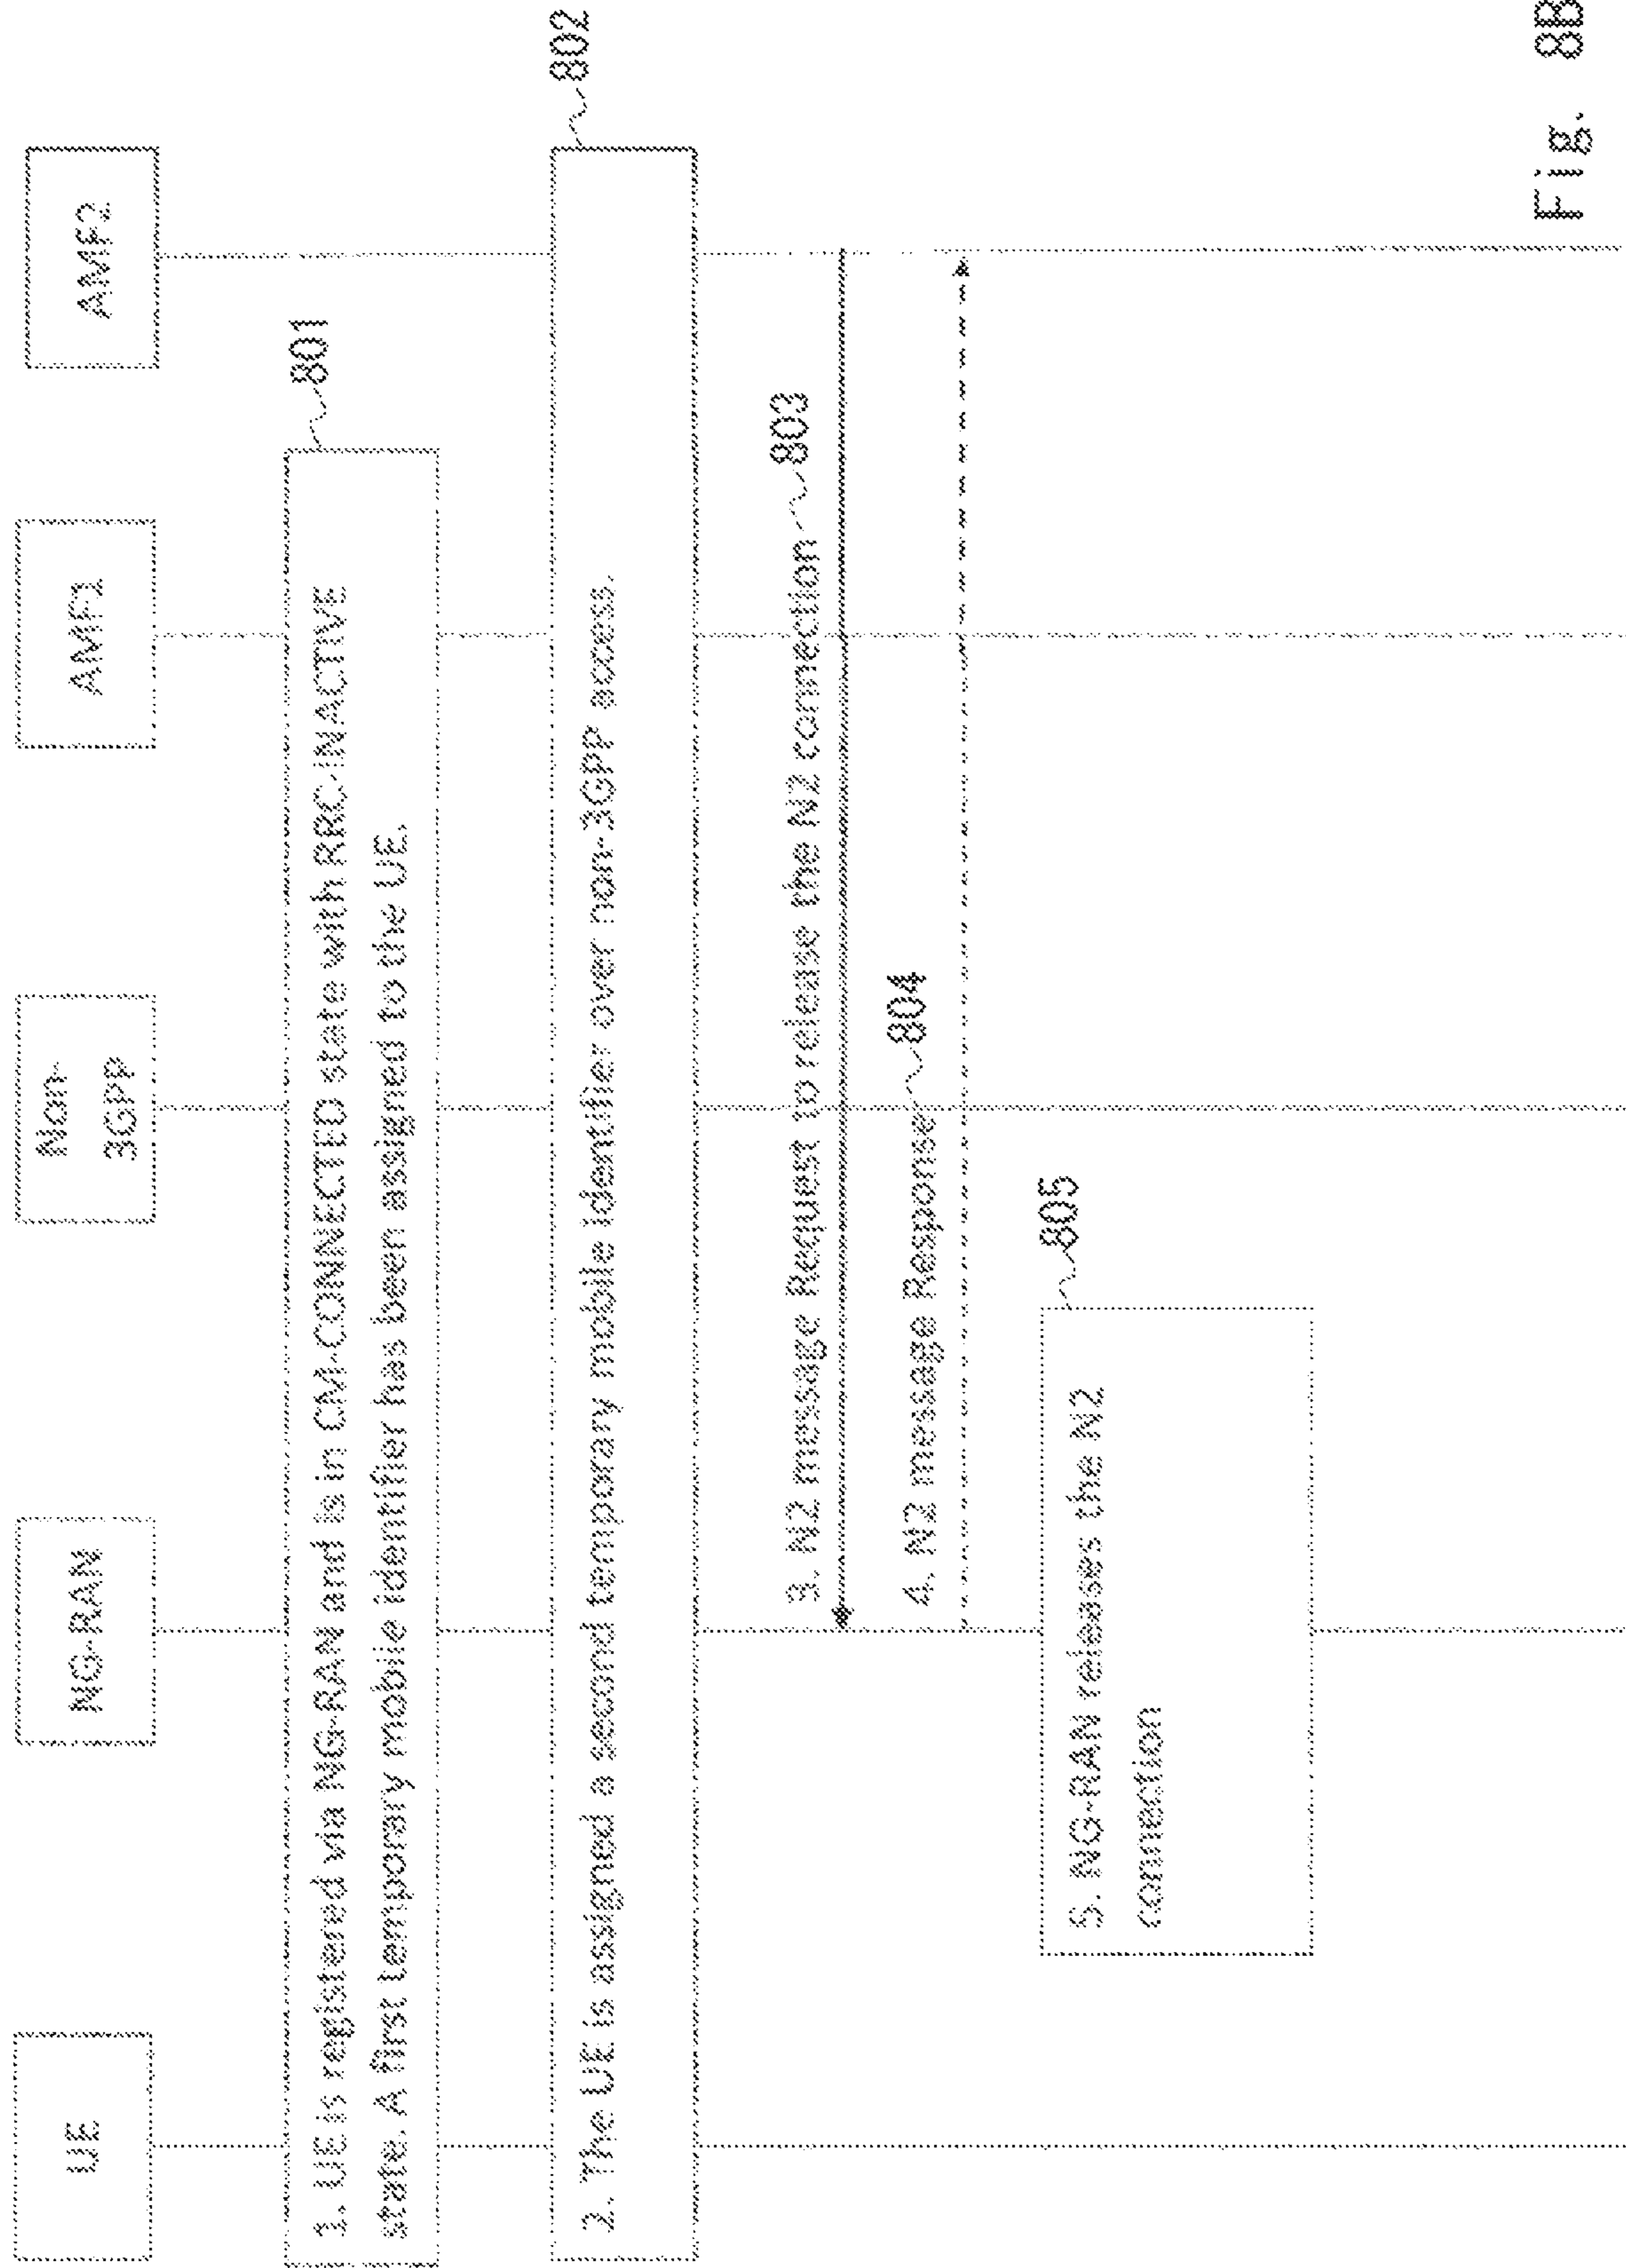 UE
NG-RAN
Non-
3GPP
AMF1
AMF2
1. UE is registered via NG-RAN and is in CM-CONNECTED state with RRC-INACTIVE
state. A first temporary mobile identifier has been assigned to the UE.
801
2. The UE is assigned a second temporary mobile identifier over non-3GPP access.
802
3. N2 message Request to release the N2 connection 803
4. N2 message Response 804
5. NG-RAN releases the N2
connection
805
Fig. 8B